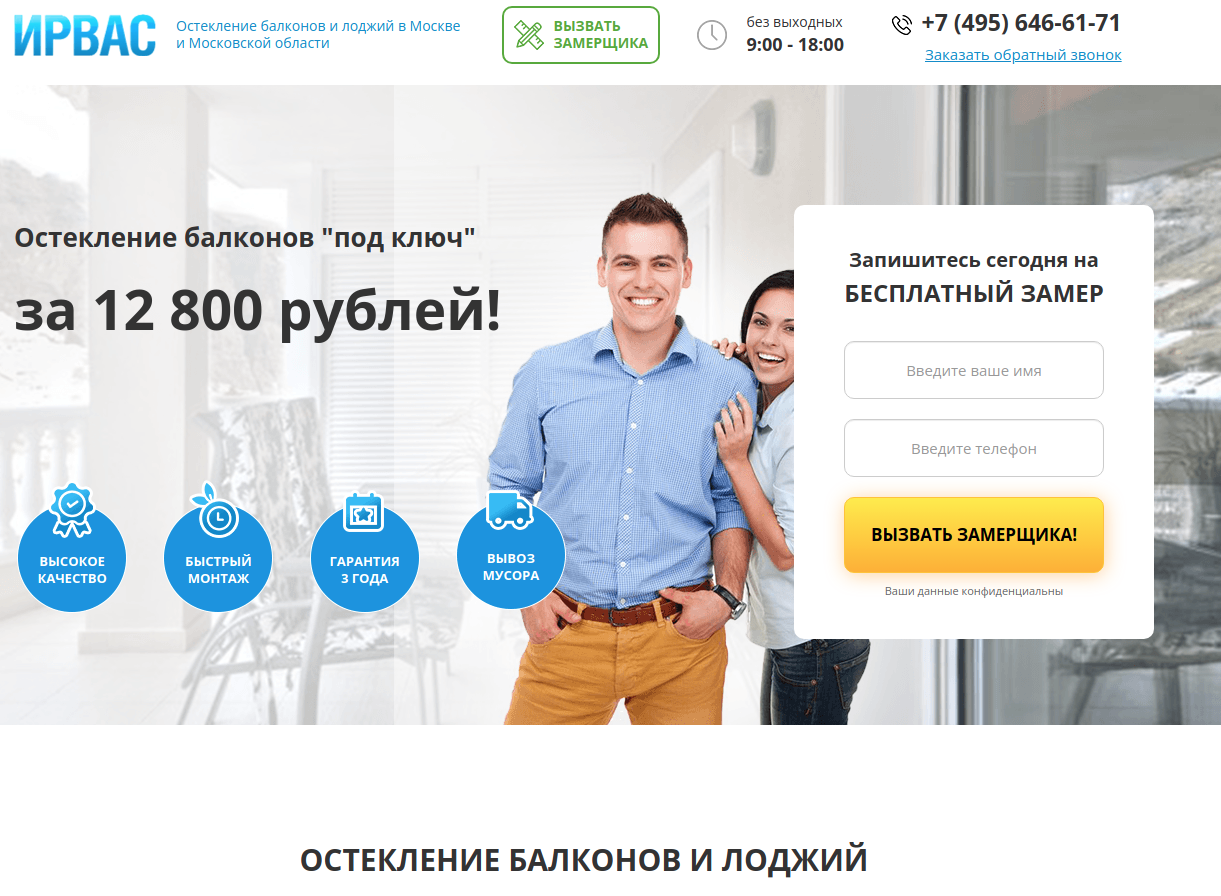 ИРВАС
Остекление балконов и лоджий в Москве
и Московской области
ВЫЗВАТЬ
ЗАМЕРЩИКА
без выходных
9:00 - 18:00
+7 (495) 646-61-71
Заказать обратный звонок
Остекление балконов "под ключ"
за 12 800 рублей!
ВЫСОКОЕ
КАЧЕСТВО
БЫСТРЫЙ
МОНТАЖ
ГАРАНТИЯ
3 ГОДА
ВЫВОЗ
МУСОРА
Запишитесь сегодня на
БЕСПЛАТНЫЙ ЗАМЕР
Введите ваше имя
Введите телефон
ВЫЗВАТЬ ЗАМЕРЩИКА!
Ваши данные конфиденциальны
ОСТЕКЛЕНИЕ БАЛКОНОВ И ЛОДЖИЙ